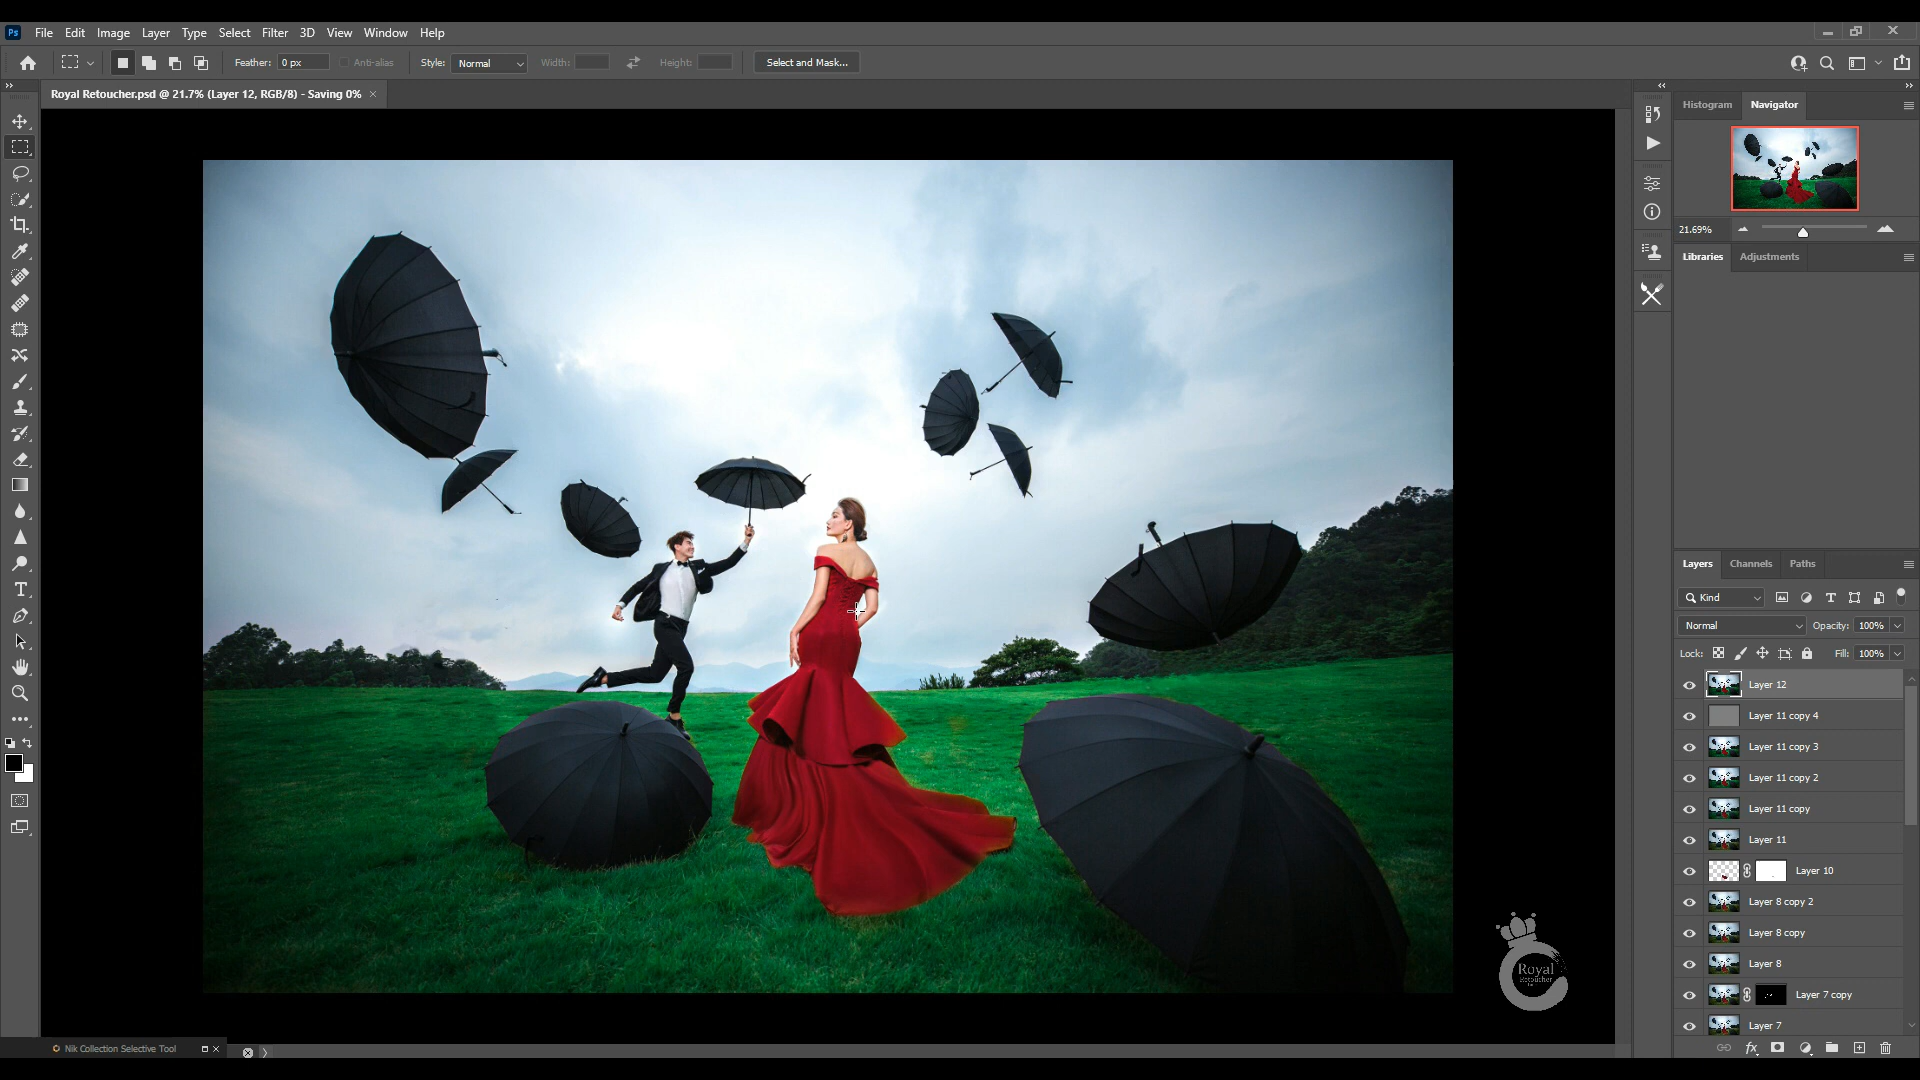 Ps File Edit Image Layer Type Select Filter 3D View Window Help
Feather: 0 px Anti-alias Style: Normal Width: Height: Select and Mask...
Royal Retoucher.psd @ 21.7% (Layer 12, RGB/8) - Saving 0%
Histogram Navigator
21.69%
Libraries Adjustments
Layers Channels Paths
Kind
Normal Opacity: 100%
Lock: Fill: 100%
Layer 12
Layer 11 copy 4
Layer 11 copy 3
Layer 11 copy 2
Layer 11 copy
Layer 11
Layer 10
Layer 8 copy 2
Layer 8 copy
Layer 8
Layer 7 copy
Layer 7
Royal
Retoucher
Nik Collection Selective Tool